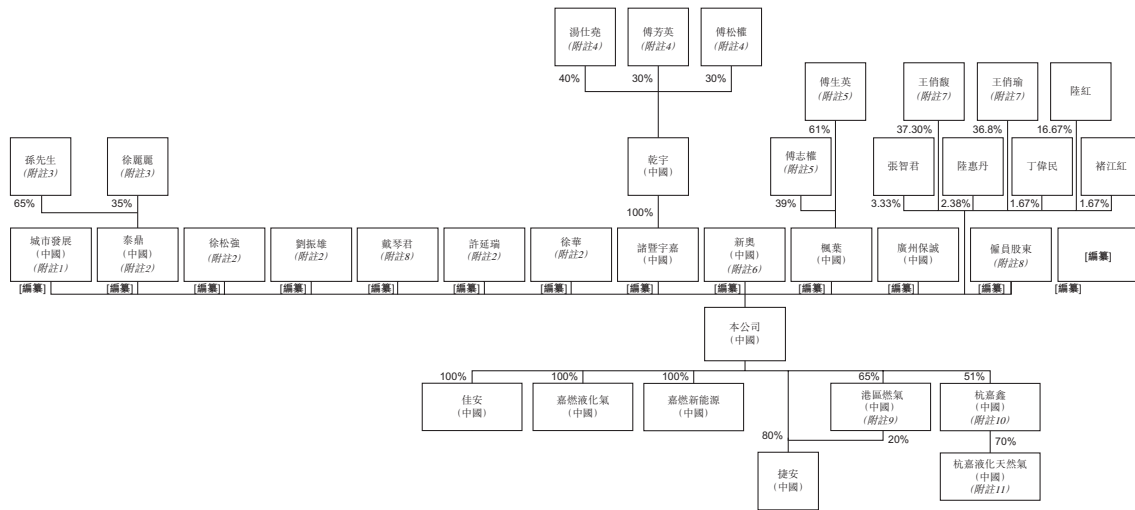 湯仕堯
(附註4)
傅芳英
(附註4)
傅松權
(附註4)
40%
30%
30%
傅生英
(附註5)
王俏馥
(附註7)
王俏瑜
(附註7)
陸紅
61%
37.30%
36.8%
16.67%
孫先生
(附註3)
徐麗麗
(附註3)
乾宇
(中國)
傅志權
(附註5)
張智君
陸惠丹
丁偉民
褚江紅
65%
35%
100%
39%
3.33%
2.38%
1.67%
1.67%
城市發展
(中國)
(附註1)
泰鼎
(中國)
(附註2)
徐松強
(附註2)
劉振雄
(附註2)
戴琴君
(附註8)
許延瑞
(附註2)
徐華
(附註2)
諸暨宇嘉
(中國)
新奧
(中國)
(附註6)
楓葉
(中國)
廣州保誠
(中國)
僱員股東
(附註8)
[編纂]
[編纂]
[編纂]
[編纂]
[編纂]
[編纂]
[編纂]
[編纂]
[編纂]
[編纂]
[編纂]
[編纂]
[編纂]
[編纂]
本公司
(中國)
100%
100%
100%
65%
51%
佳安
(中國)
嘉燃液化氣
(中國)
嘉燃新能源
(中國)
港區燃氣
(中國)
(附註9)
杭嘉鑫
(中國)
(附註10)
80%
20%
70%
捷安
(中國)
杭嘉液化天然氣
(中國)
(附註11)